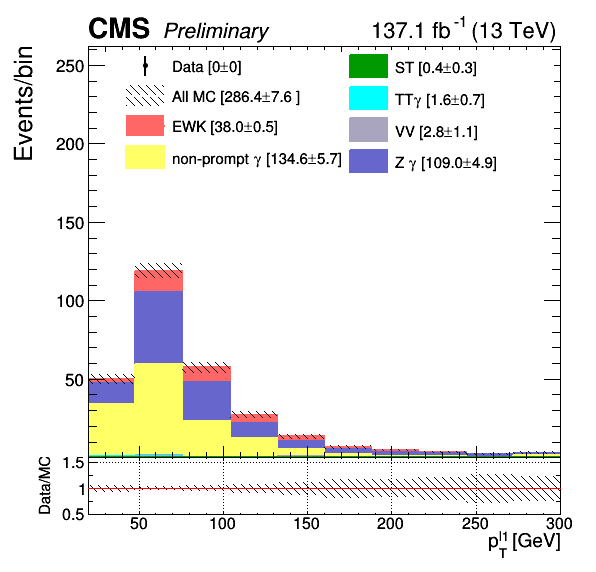 CMS Preliminary 137.1 fb⁻¹ (13 TeV)
Events/bin
250
200
150
100
50
Data [0±0]
All MC [286.4±7.6 ]
EWK [38.0±0.5]
non-prompt γ [134.6±5.7]
ST [0.4±0.3]
TTγ [1.6±0.7]
VV [2.8±1.1]
Z γ [109.0±4.9]
Data/MC
1.5
1
0.5
50 100 150 200 250 300
p_T^l1 [GeV]